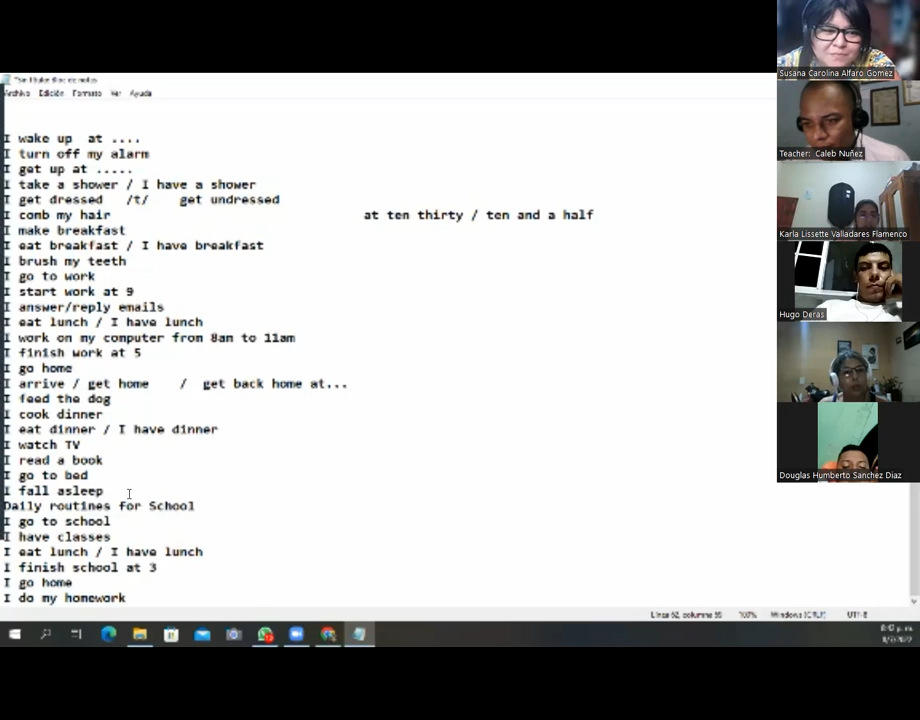 Archivo Edición Formato Ver Ayuda
I wake up at ....
I turn off my alarm
I get up at .....
I take a shower / I have a shower
I get dressed /t/ get undressed
I comb my hair at ten thirty / ten and a half
I make breakfast
I eat breakfast / I have breakfast
I brush my teeth
I go to work
I start work at 9
I answer/reply emails
I eat lunch / I have lunch
I work on my computer from 8am to 11am
I finish work at 5
I go home
I arrive / get home / get back home at...
I feed the dog
I cook dinner
I eat dinner / I have dinner
I watch TV
I read a book
I go to bed
I fall asleep
Daily routines for School
I go to school
I have classes
I eat lunch / I have lunch
I finish school at 3
I go home
I do my homework
100% Windows (CRLF) UTF-8
Susana Carolina Alfaro Gomez
Teacher: Caleb Nuñez
Karla Lissette Valladares Flamenco
Hugo Deras
Douglas Humberto Sanchez Diaz